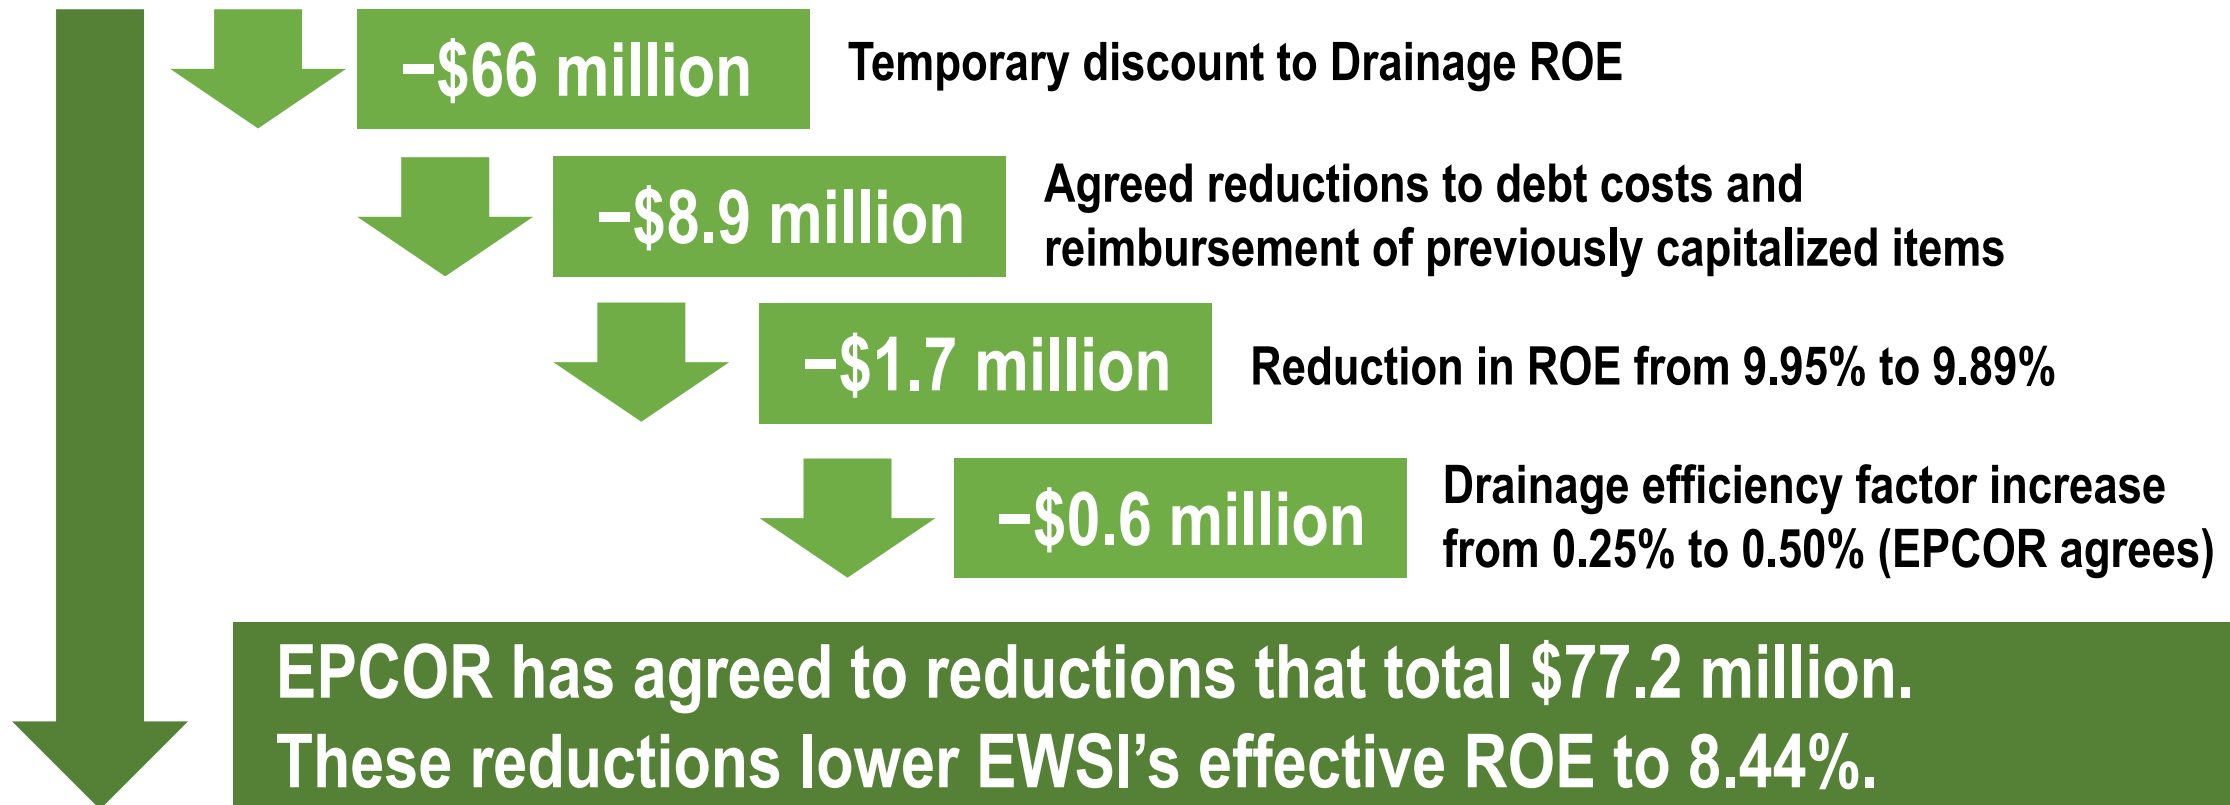 −$66 million
Temporary discount to Drainage ROE
−$8.9 million
Agreed reductions to debt costs and
reimbursement of previously capitalized items
−$1.7 million
Reduction in ROE from 9.95% to 9.89%
−$0.6 million
Drainage efficiency factor increase
from 0.25% to 0.50% (EPCOR agrees)
EPCOR has agreed to reductions that total $77.2 million.
These reductions lower EWSI’s effective ROE to 8.44%.